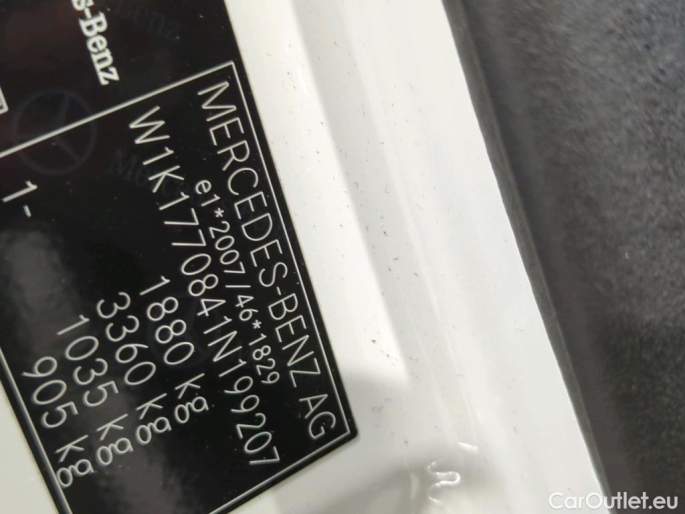 s-Benz
MERCEDES-BENZ AG
e1*2007/46*1829
W1K1770841N199207
1880 kg
3360 kg
1- 1035 kg
905 kg
CarOutlet.eu